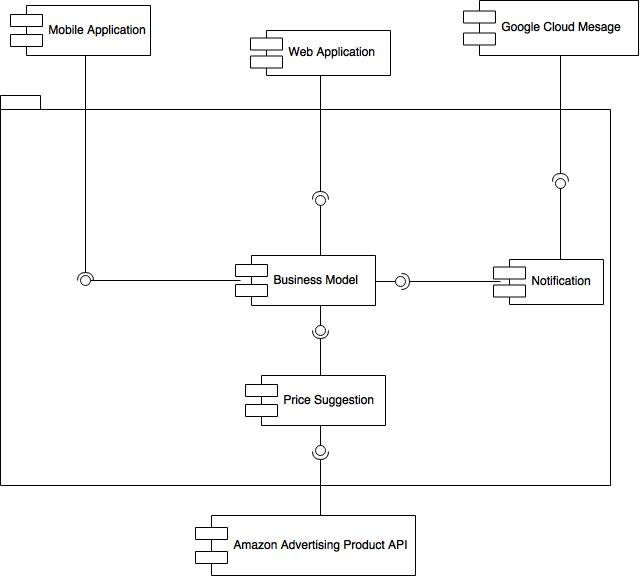 Mobile Application
Web Application
Google Cloud Mesage
Business Model
Notification
Price Suggestion
Amazon Advertising Product API